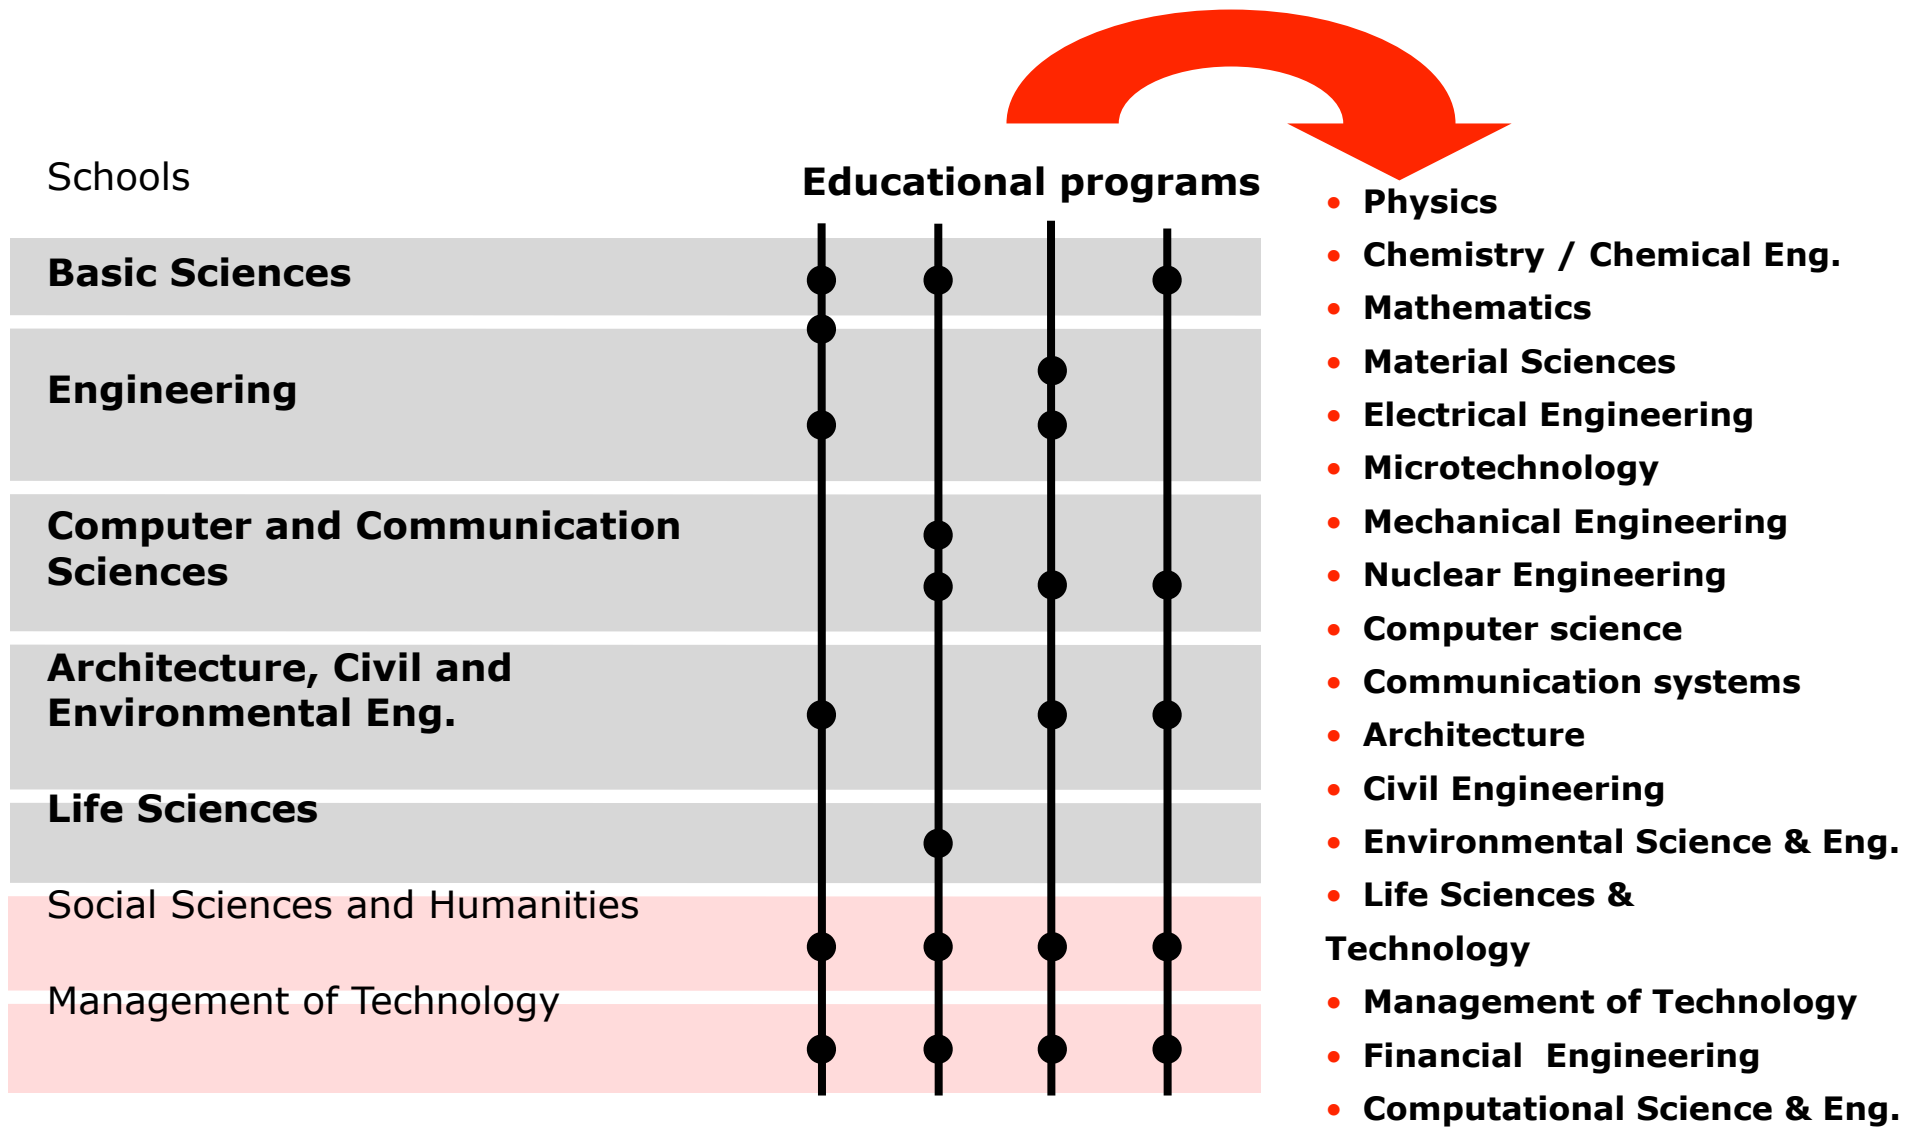 Schools
Educational programs
Basic Sciences
Engineering
Computer and Communication
Sciences
Architecture, Civil and
Environmental Eng.
Life Sciences
Social Sciences and Humanities
Management of Technology
• Physics
• Chemistry / Chemical Eng.
• Mathematics
• Material Sciences
• Electrical Engineering
• Microtechnology
• Mechanical Engineering
• Nuclear Engineering
• Computer science
• Communication systems
• Architecture
• Civil Engineering
• Environmental Science & Eng.
• Life Sciences &
Technology
• Management of Technology
• Financial  Engineering
• Computational Science & Eng.